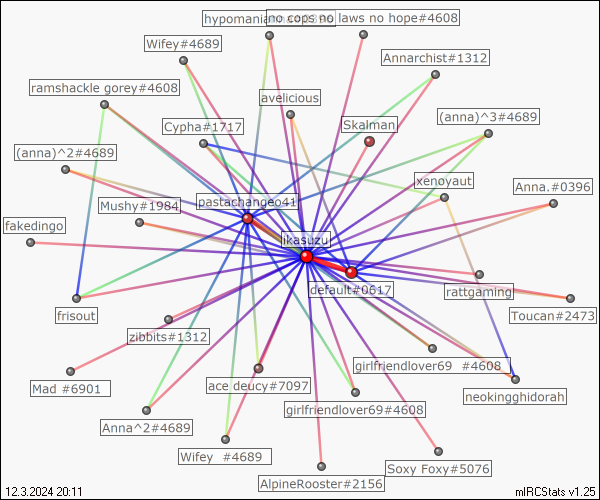 hypomanian no cops no laws no hope#4608
Wifey#4689
Annarchist#1312
ramshackle gorey#4608
avelicious
(anna)^3#4689
Cypha#1717
Skalman
(anna)^2#4689
xenoyaut
Anna.#0396
Mushy#1984
pastachangeo41
fakedingo
ikasuzu
default#0617
rattgaming
frisout
Toucan#2473
zibbits#1312
girlfriendlover69 #4608
Mad #6901
ace deucy#7097
neokingghidorah
girlfriendlover69#4608
Anna^2#4689
Wifey #4689
Soxy Foxy#5076
AlpineRooster#2156
12.3.2024 20:11
mIRCStats v1.25